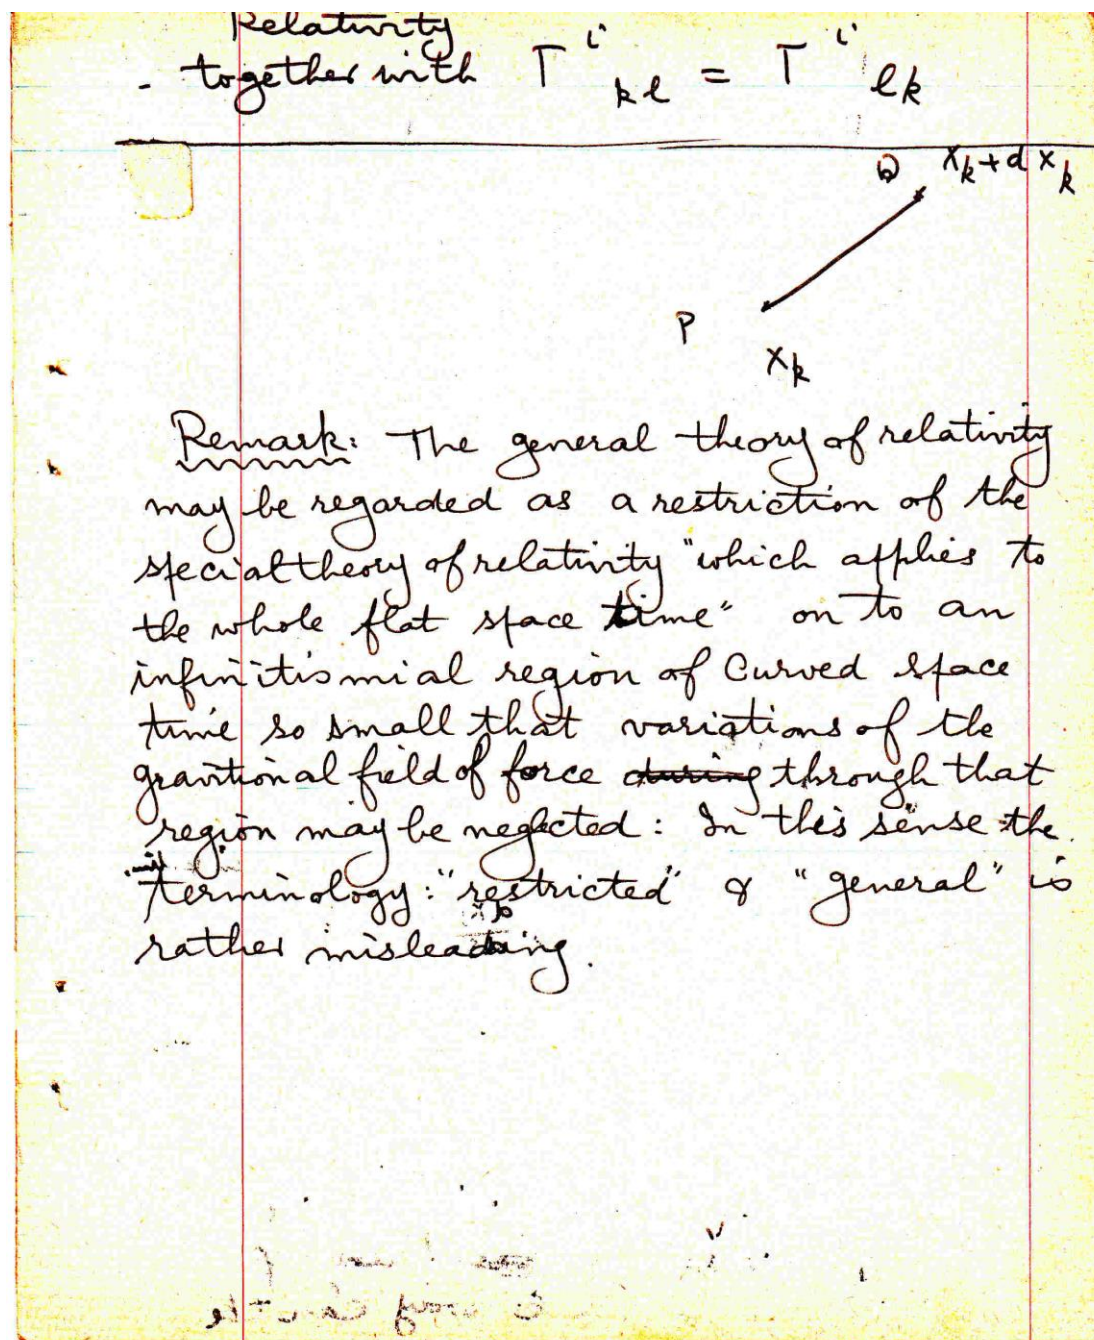 Relativity
- together with Γ^i_kl = Γ^i_lk
Q x_k + d x_k
P
x_k
Remark: The general theory of relativity
may be regarded as a restriction of the
special theory of relativity "which applies to
the whole flat space time" on to an
infinitismial region of Curved space
time so small that variations of the
gravitional field of force during through that
region may be neglected: In this sense the
terminology: "restricted" & "general" is
rather misleading.